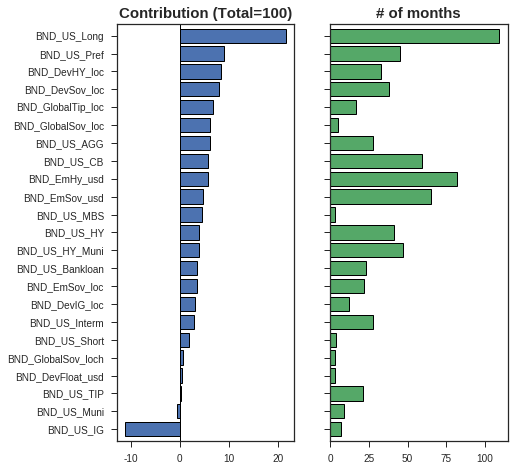 Contribution (Total=100)
# of months
BND_US_Long
BND_US_Pref
BND_DevHY_loc
BND_DevSov_loc
BND_GlobalTip_loc
BND_GlobalSov_loc
BND_US_AGG
BND_US_CB
BND_EmHy_usd
BND_EmSov_usd
BND_US_MBS
BND_US_HY
BND_US_HY_Muni
BND_US_Bankloan
BND_EmSov_loc
BND_DevIG_loc
BND_US_Interm
BND_US_Short
BND_GlobalSov_loch
BND_DevFloat_usd
BND_US_TIP
BND_US_Muni
BND_US_IG
-10 0 20
0 25 50 75 100